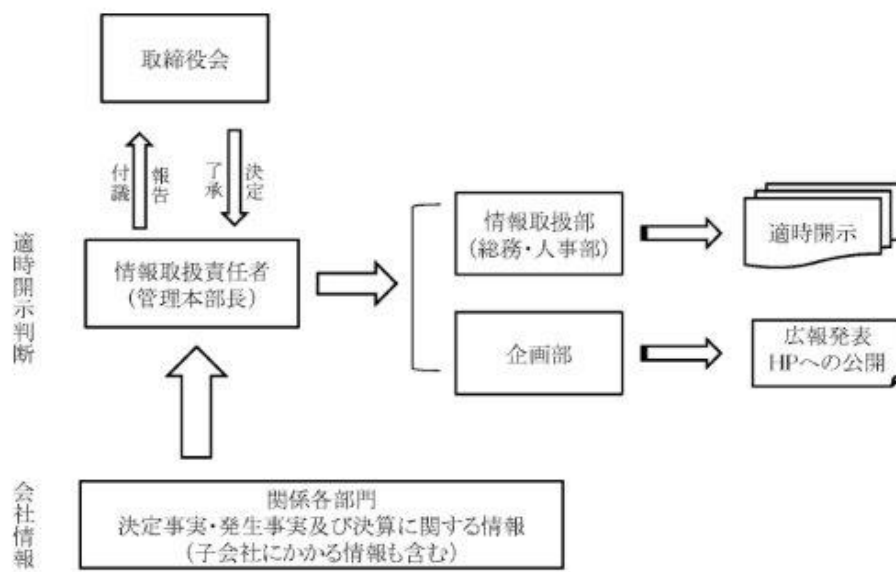 取締役会
付議
報告
了承
決定
適時開示判断
情報取扱責任者
(管理本部長)
情報取扱部
(総務・人事部)
適時開示
企画部
広報発表
HPへの公開
会社情報
関係各部門
決定事実・発生事実及び決算に関する情報
(子会社にかかる情報も含む)